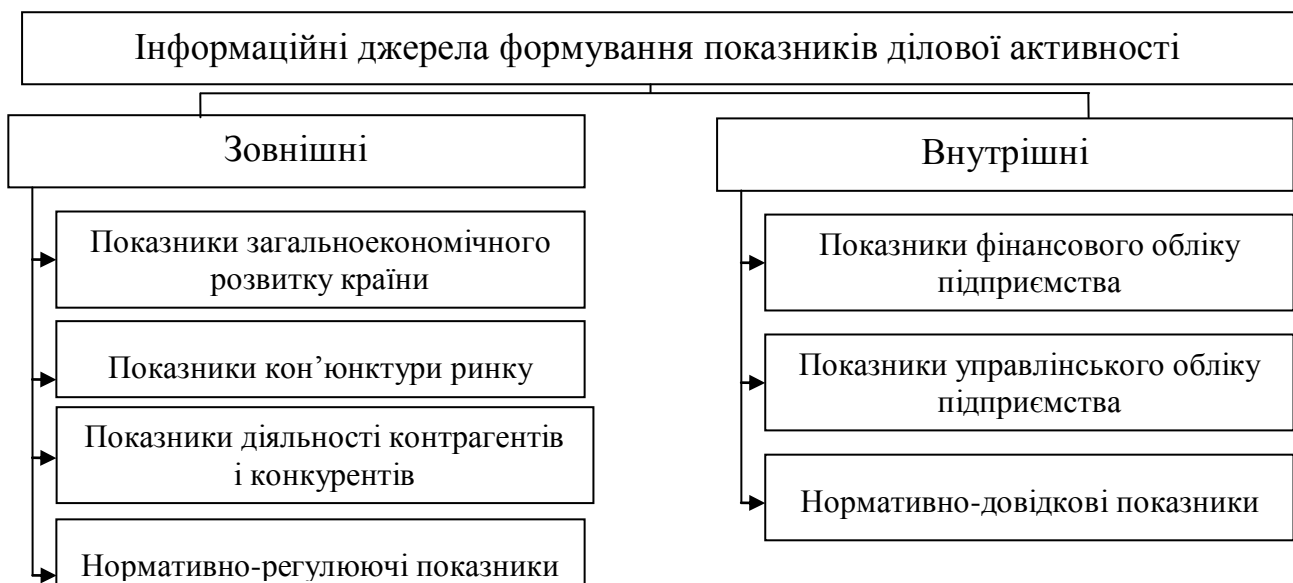 Інформаційні джерела формування показників ділової активності
Зовнішні
Показники загальноекономічного
розвитку країни
Показники кон’юнктури ринку
Показники діяльності контрагентів
і конкурентів
Нормативно-регулюючі показники
Внутрішні
Показники фінансового обліку
підприємства
Показники управлінського обліку
підприємства
Нормативно-довідкові показники